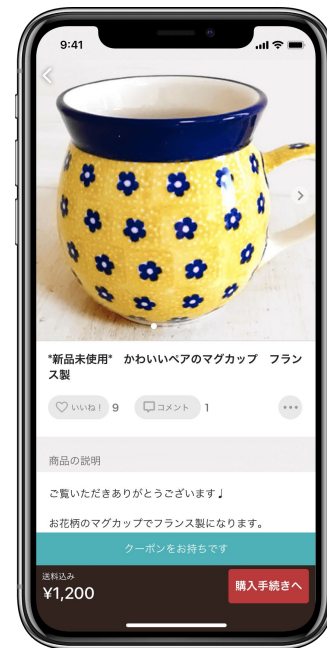 9:41
*新品未使用*　かわいいペアのマグカップ　フラン
ス製
いいね！ 9 コメント 1
商品の説明
ご覧いただきありがとうございます♩
お花柄のマグカップでフランス製になります。
クーポンをお持ちです
送料込み
¥1,200
購入手続きへ